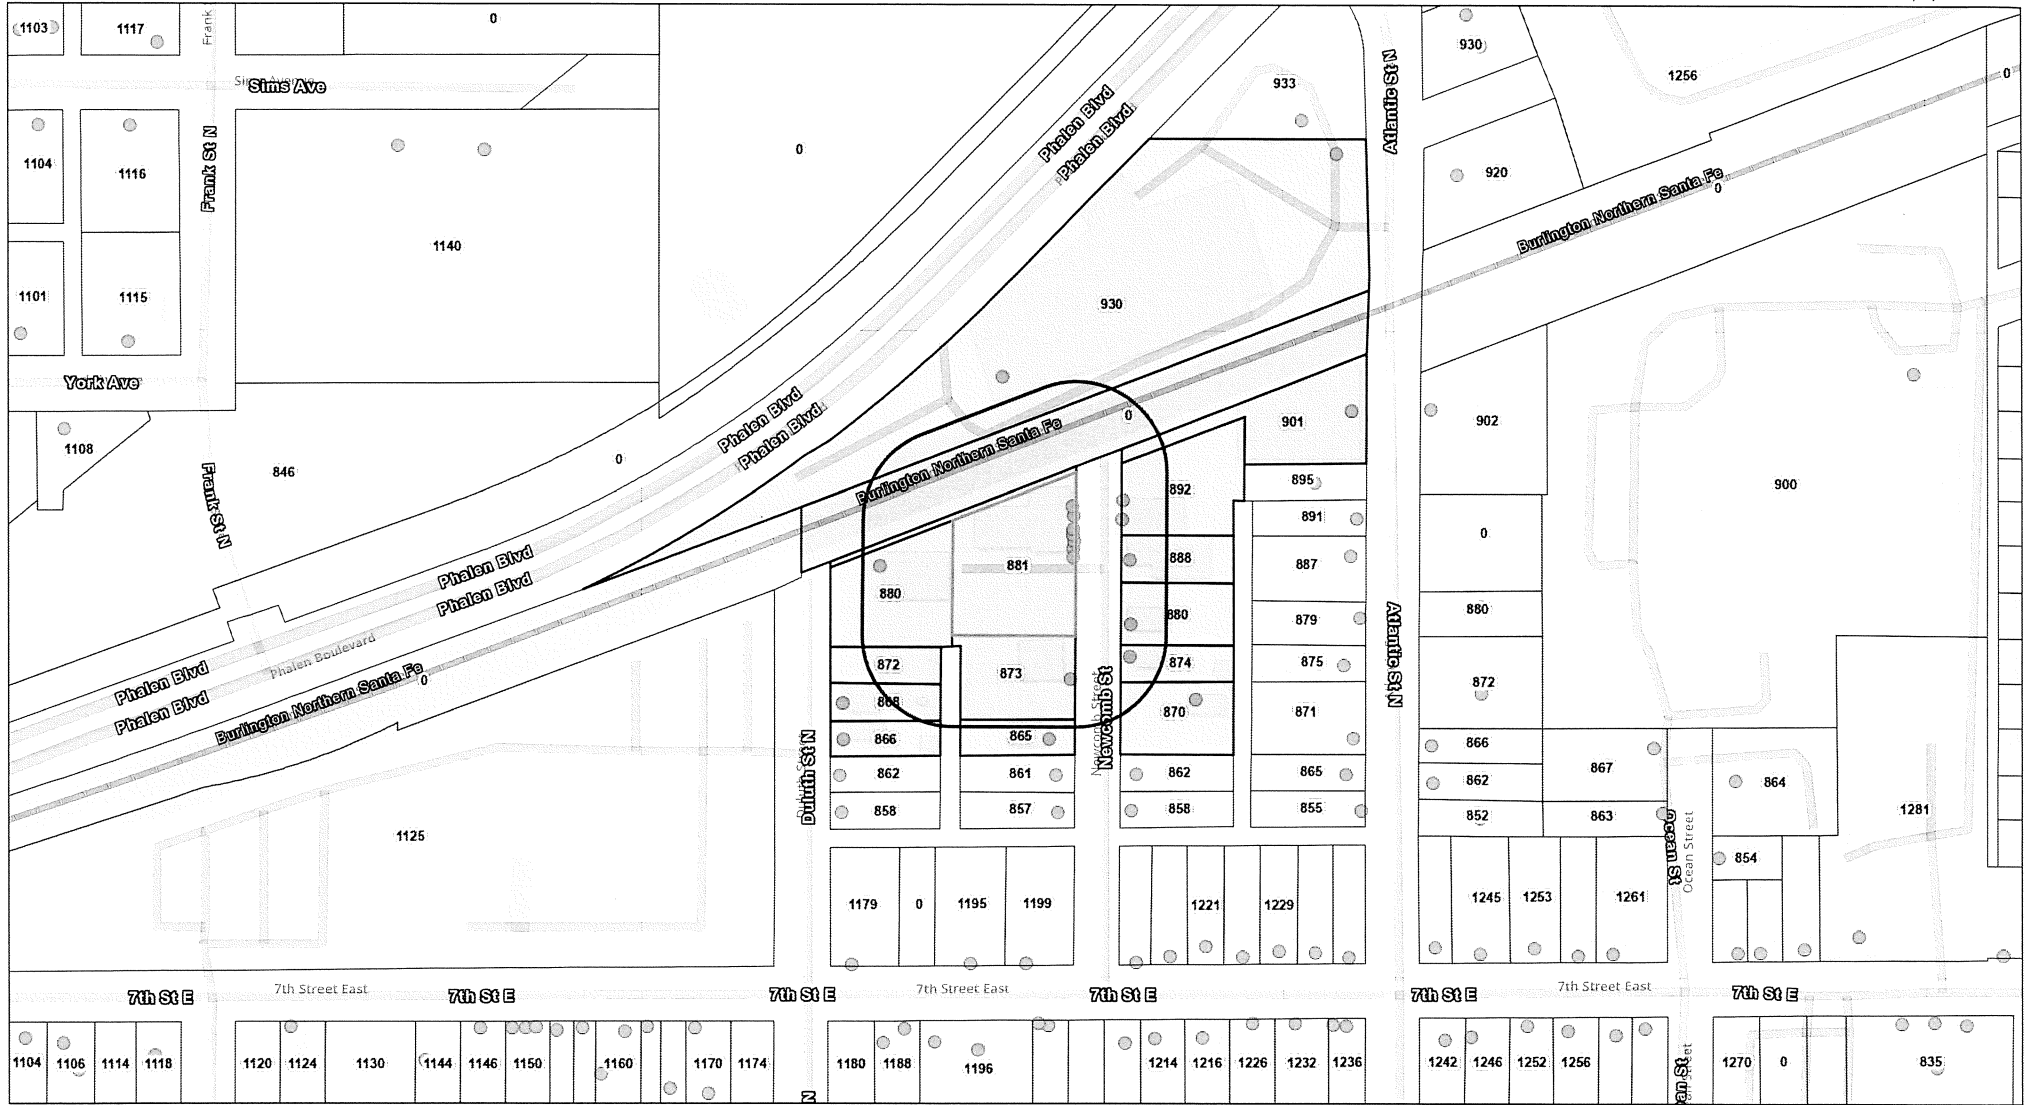 1103
1117
0
Frank
Sims Ave
1104
1116
Frank St N
1140
1101
1115
York Ave
1108
846
Frank St N
0
0
Phalen Blvd
Phalen Blvd
933
Atlantic St N
930
1256
0
920
Burlington Northern Santa Fe
0
930
Phalen Blvd
Phalen Blvd
Burlington Northern Santa Fe
0
901
902
900
892
895
891
0
881
888
887
880
880
879
880
Phalen Blvd
Phalen Blvd
Phalen Boulevard
Phalen Blvd
Phalen Blvd
Burlington Northern Santa Fe
0
872
873
874
875
872
Atlantic St N
868
870
871
866
865
866
867
862
861
862
865
862
864
858
857
858
855
852
863
1281
Duluth St N
Newcomb St
Newcomb Street
Ocean St
Ocean Street
854
1125
1179
0
1195
1199
1221
1229
1245
1253
1261
7th St E
7th Street East
7th St E
7th St E
7th Street East
7th St E
7th St E
7th Street East
7th St E
1104
1106
1114
1118
1120
1124
1130
1144
1146
1150
1160
1170
1174
1180
1188
1196
1214
1216
1226
1232
1236
1242
1246
1252
1256
1270
0
835
N